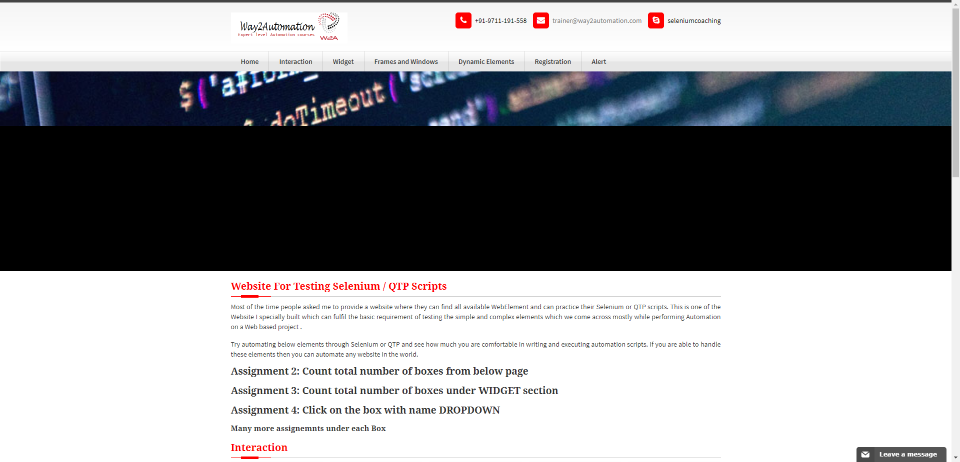 Way2Automation
Expert level Automation courses
W2A
+91-9711-191-558
trainer@way2automation.com
seleniumcoaching
Home
Interaction
Widget
Frames and Windows
Dynamic Elements
Registration
Alert
doTimeout(
Website For Testing Selenium / QTP Scripts
Most of the time people asked me to provide a website where they can find all available WebElement and can practice their Selenium or QTP scripts. This is one of the
Website I specially built which can fulfil the basic requirement of testing the simple and complex elements which we come across mostly while performing Automation
on a Web based project .
Try automating below elements through Selenium or QTP and see how much you are comfortable in writing and executing automation scripts. If you are able to handle
these elements then you can automate any website in the world.
Assignment 2: Count total number of boxes from below page
Assignment 3: Count total number of boxes under WIDGET section
Assignment 4: Click on the box with name DROPDOWN
Many more assignemnts under each Box
Interaction
Leave a message